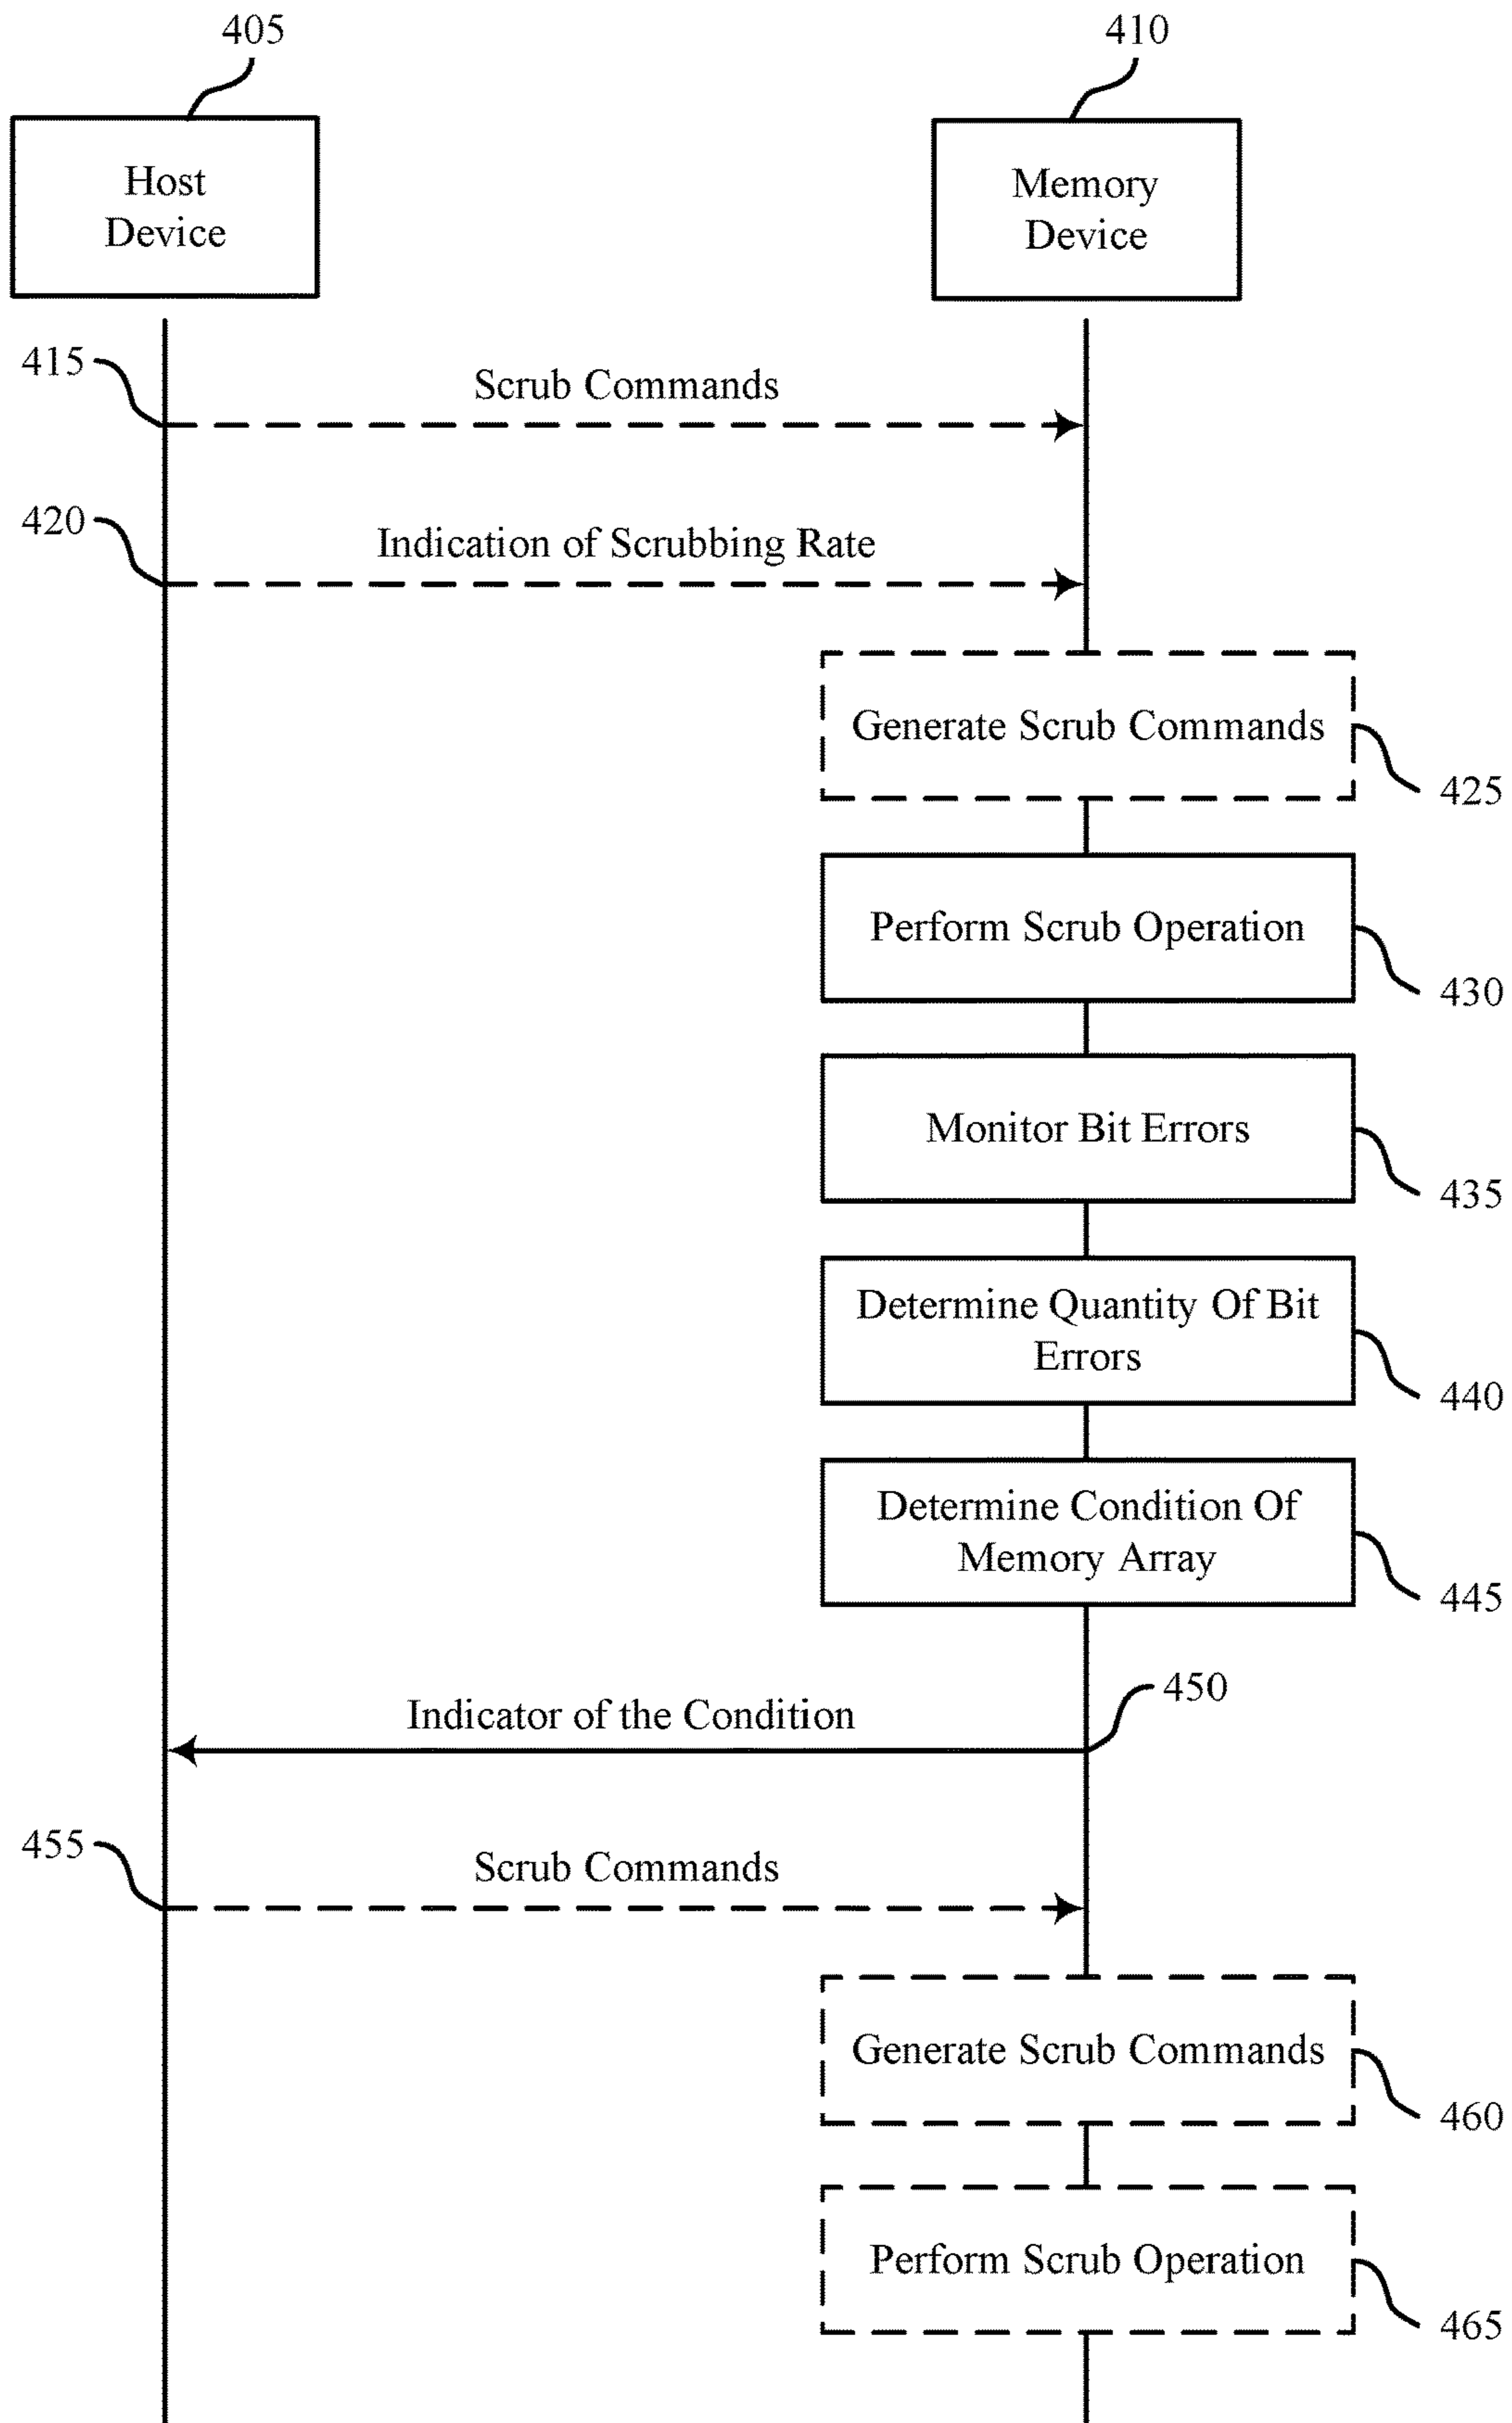 405
410
Host
Device
Memory
Device
415
Scrub Commands
420
Indication of Scrubbing Rate
Generate Scrub Commands
425
Perform Scrub Operation
430
Monitor Bit Errors
435
Determine Quantity Of Bit
Errors
440
Determine Condition Of
Memory Array
445
450
Indicator of the Condition
455
Scrub Commands
Generate Scrub Commands
460
Perform Scrub Operation
465